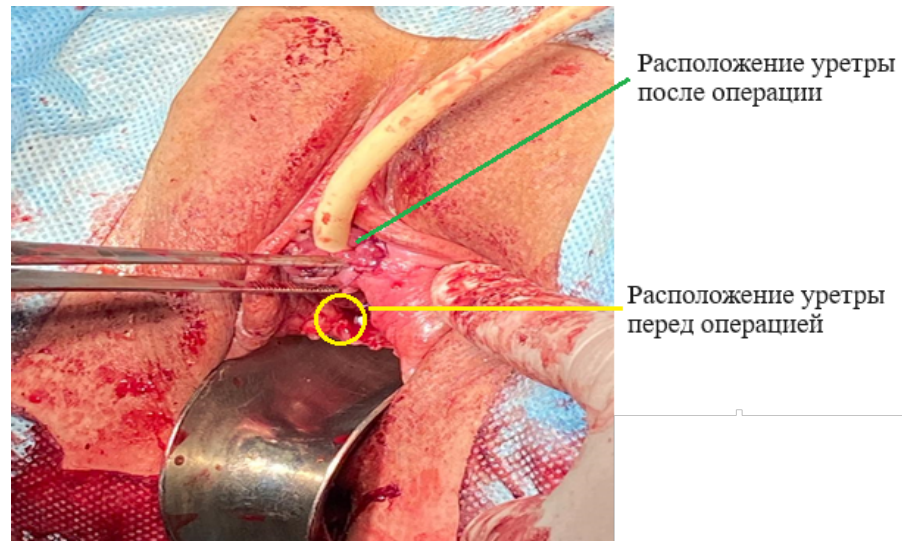 Расположение уретры
после операции
Расположение уретры
перед операцией